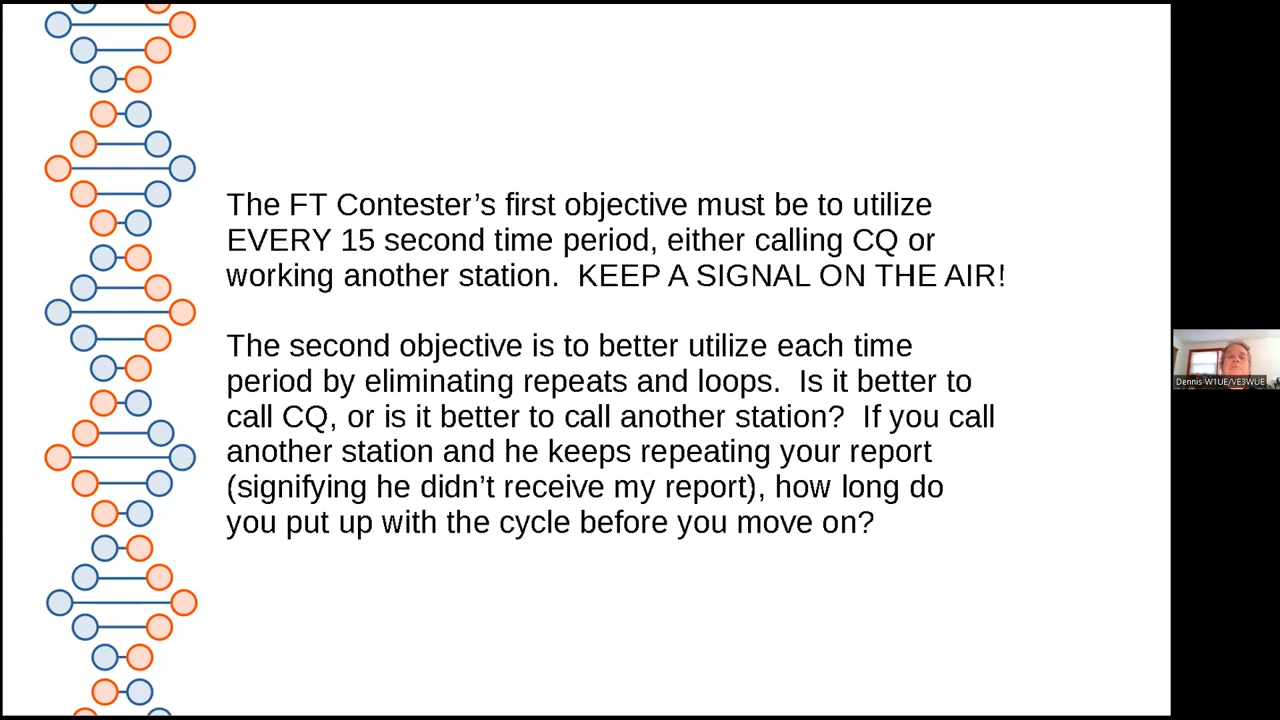 The FT Contester’s first objective must be to utilize
EVERY 15 second time period, either calling CQ or
working another station.  KEEP A SIGNAL ON THE AIR!
The second objective is to better utilize each time
period by eliminating repeats and loops.  Is it better to
call CQ, or is it better to call another station?  If you call
another station and he keeps repeating your report
(signifying he didn’t receive my report), how long do
you put up with the cycle before you move on?
Dennis W1UE/VE3WUE